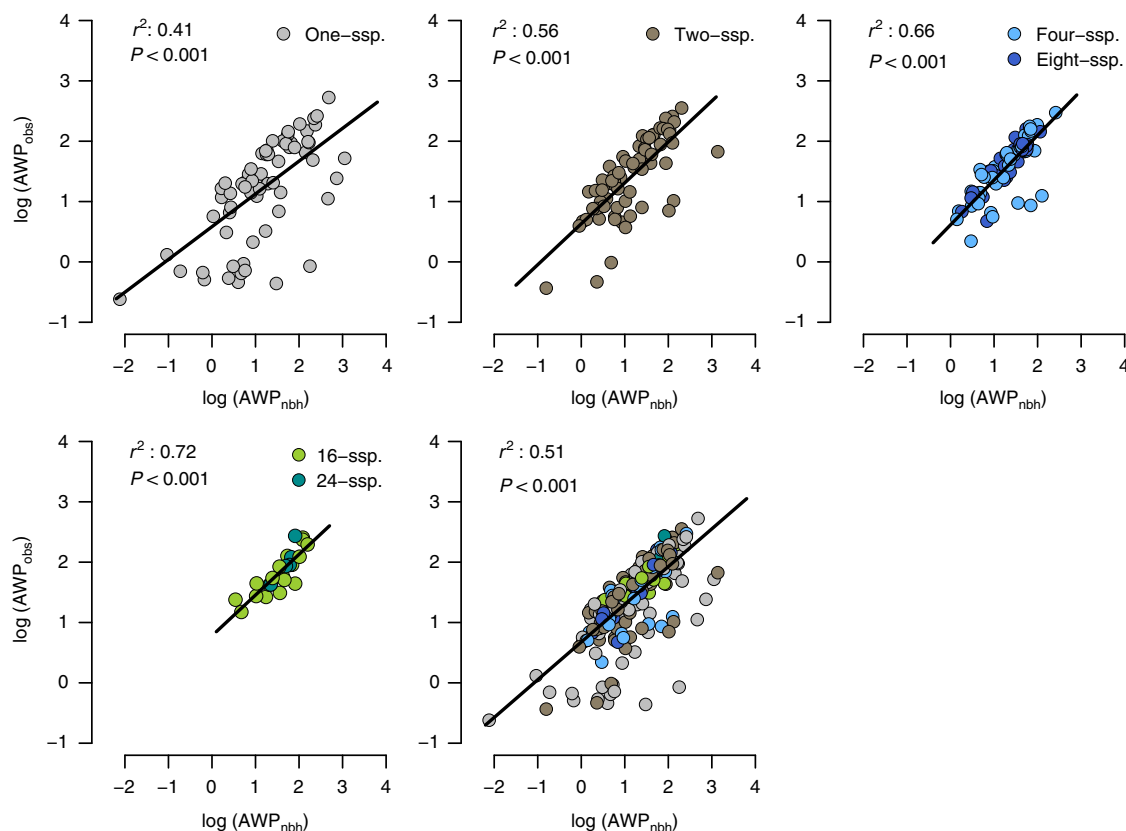 4
3
2
1
0
−1
log (AWPobs)
r2: 0.41
P < 0.001
One−ssp.
−2 −1 0 1 2 3 4
log (AWPnbh)
4
3
2
1
0
−1
r2 : 0.56
P < 0.001
Two−ssp.
−2 −1 0 1 2 3 4
log (AWPnbh)
4
3
2
1
0
−1
r2 : 0.66
P < 0.001
Four−ssp.
Eight−ssp.
−2 −1 0 1 2 3 4
log (AWPnbh)
4
3
2
1
0
−1
log (AWPobs)
r2 : 0.72
P < 0.001
16−ssp.
24−ssp.
−2 −1 0 1 2 3 4
log (AWPnbh)
4
3
2
1
0
−1
r2 : 0.51
P < 0.001
−2 −1 0 1 2 3 4
log (AWPnbh)